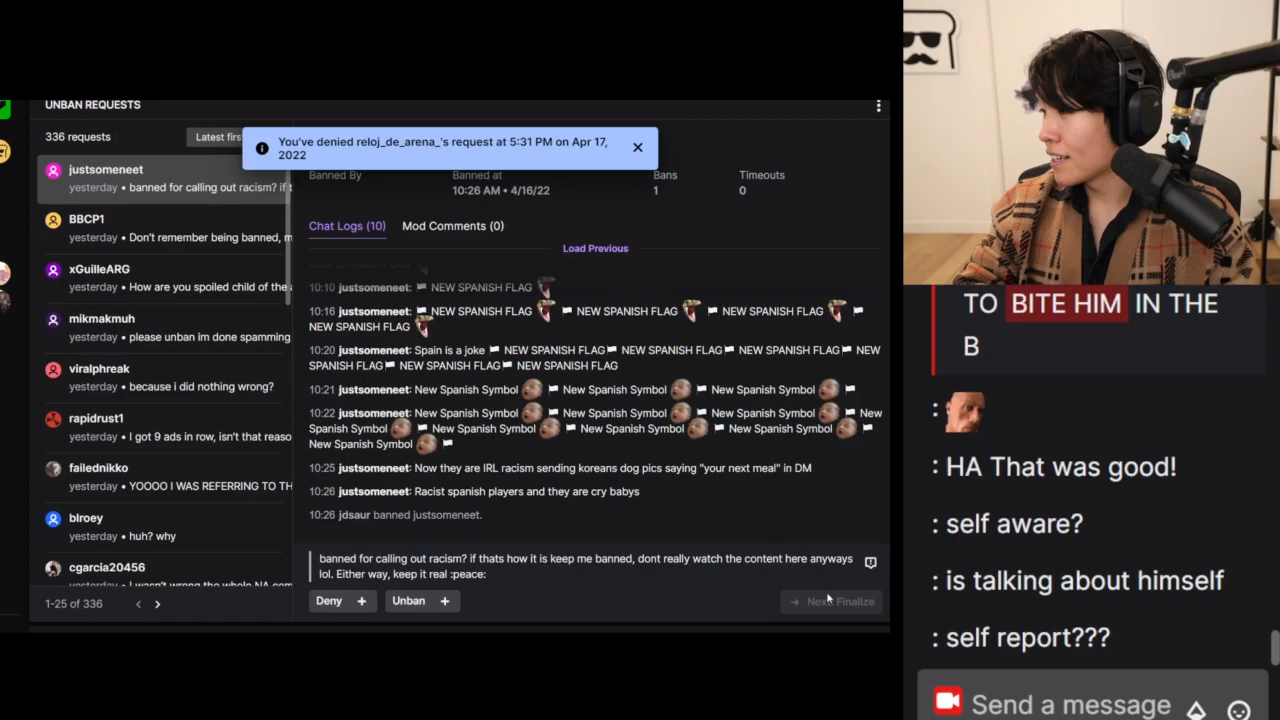 UNBAN REQUESTS
336 requests
Latest firs
You've denied reloj_de_arena_'s request at 5:31 PM on Apr 17,
2022
justsomeneet
yesterday • banned for calling out racism? if t
BBCP1
yesterday • Don't remember being banned, m
xGuilleARG
yesterday • How are you spoiled child of the
mikmakmuh
yesterday • please unban im done spamming
viralphreak
yesterday • because i did nothing wrong?
rapidrust1
yesterday • I got 9 ads in row, isn't that reaso
failednikko
yesterday • YOOOO I WAS REFERRING TO TH
blroey
yesterday • huh? why
cgarcia20456
yesterday • I wasn't wrong the whole NA com
1-25 of 336
Banned By
Banned at
Bans
Timeouts
10:26 AM • 4/16/22
1
0
Chat Logs (10)
Mod Comments (0)
Load Previous
10:10 justsomeneet: NEW SPANISH FLAG
10:16 justsomeneet: NEW SPANISH FLAG NEW SPANISH FLAG NEW SPANISH FLAG
NEW SPANISH FLAG
10:20 justsomeneet: Spain is a joke NEW SPANISH FLAG NEW SPANISH FLAG NEW SPANISH FLAG NEW
SPANISH FLAG NEW SPANISH FLAG NEW SPANISH FLAG
10:21 justsomeneet: New Spanish Symbol New Spanish Symbol New Spanish Symbol
10:22 justsomeneet: New Spanish Symbol New Spanish Symbol New Spanish Symbol New
Spanish Symbol New Spanish Symbol New Spanish Symbol New Spanish Symbol
New Spanish Symbol
10:25 justsomeneet: Now they are IRL racism sending koreans dog pics saying "your next meal" in DM
10:26 justsomeneet: Racist spanish players and they are cry babys
10:26 jdsaur banned justsomeneet.
banned for calling out racism? if thats how it is keep me banned, dont really watch the content here anyways
lol. Either way, keep it real :peace:
Deny +
Unban +
Next: Finalize
TO BITE HIM IN THE
B
:
: HA That was good!
: self aware?
: is talking about himself
: self report???
Send a message